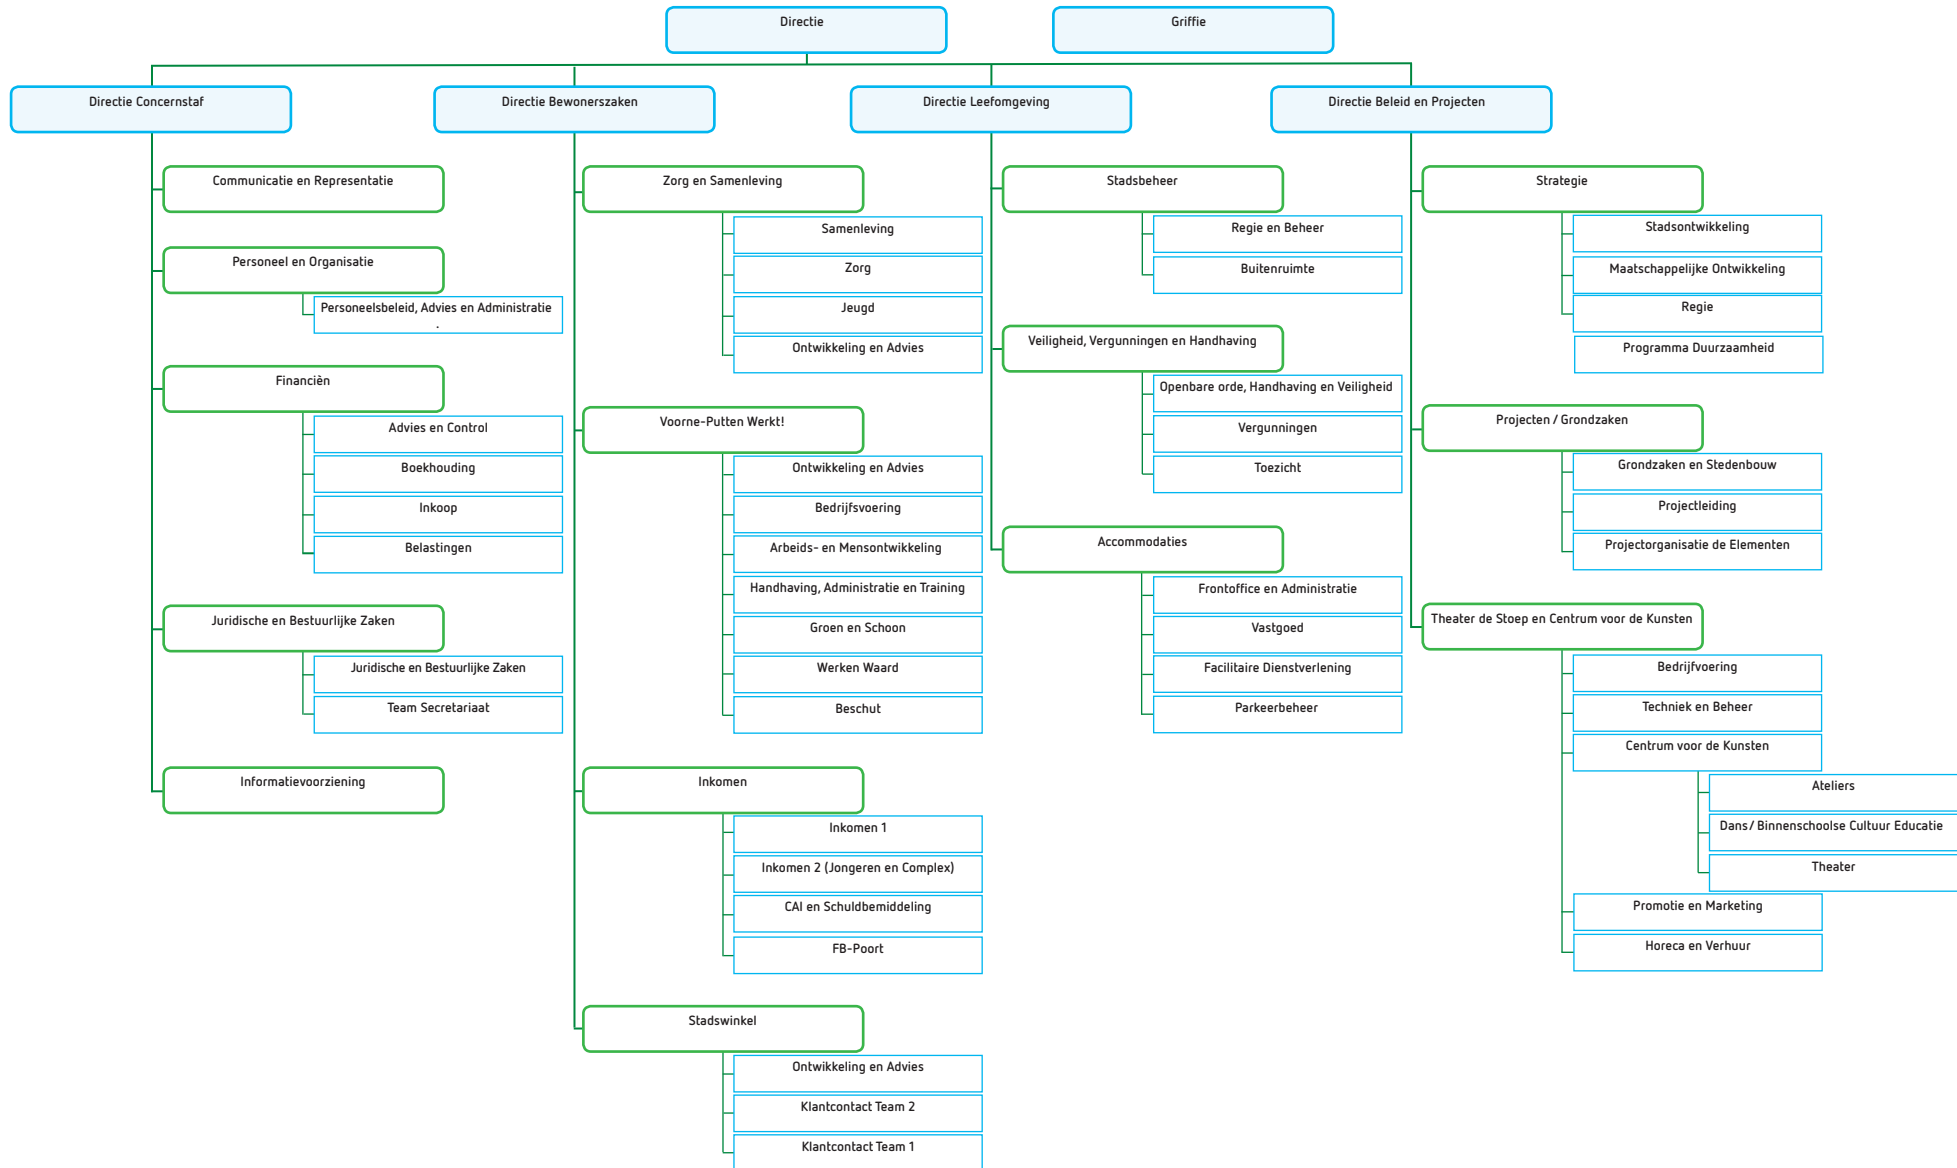 Directie
Griffie
Directie Concernstaf
Directie Bewonerszaken
Directie Leefomgeving
Directie Beleid en Projecten
Communicatie en Representatie
Personeel en Organisatie
Personeelsbeleid, Advies en Administratie
.
Financièn
Advies en Control
Boekhouding
Inkoop
Belastingen
Juridische en Bestuurlijke Zaken
Juridische en Bestuurlijke Zaken
Team Secretariaat
Informatievoorziening
Zorg en Samenleving
Samenleving
Zorg
Jeugd
Ontwikkeling en Advies
Voorne-Putten Werkt!
Ontwikkeling en Advies
Bedrijfsvoering
Arbeids- en Mensontwikkeling
Handhaving, Administratie en Training
Groen en Schoon
Werken Waard
Beschut
Inkomen
Inkomen 1
Inkomen 2 (Jongeren en Complex)
CAI en Schuldbemiddeling
FB-Poort
Stadswinkel
Ontwikkeling en Advies
Klantcontact Team 2
Klantcontact Team 1
Stadsbeheer
Regie en Beheer
Buitenruimte
Veiligheid, Vergunningen en Handhaving
Openbare orde, Handhaving en Veiligheid
Vergunningen
Toezicht
Accommodaties
Frontoffice en Administratie
Vastgoed
Facilitaire Dienstverlening
Parkeerbeheer
Strategie
Stadsontwikkeling
Maatschappelijke Ontwikkeling
Regie
Programma Duurzaamheid
Projecten / Grondzaken
Grondzaken en Stedenbouw
Projectleiding
Projectorganisatie de Elementen
Theater de Stoep en Centrum voor de Kunsten
Bedrijfvoering
Techniek en Beheer
Centrum voor de Kunsten
Ateliers
Dans / Binnenschoolse Cultuur Educatie
Theater
Promotie en Marketing
Horeca en Verhuur